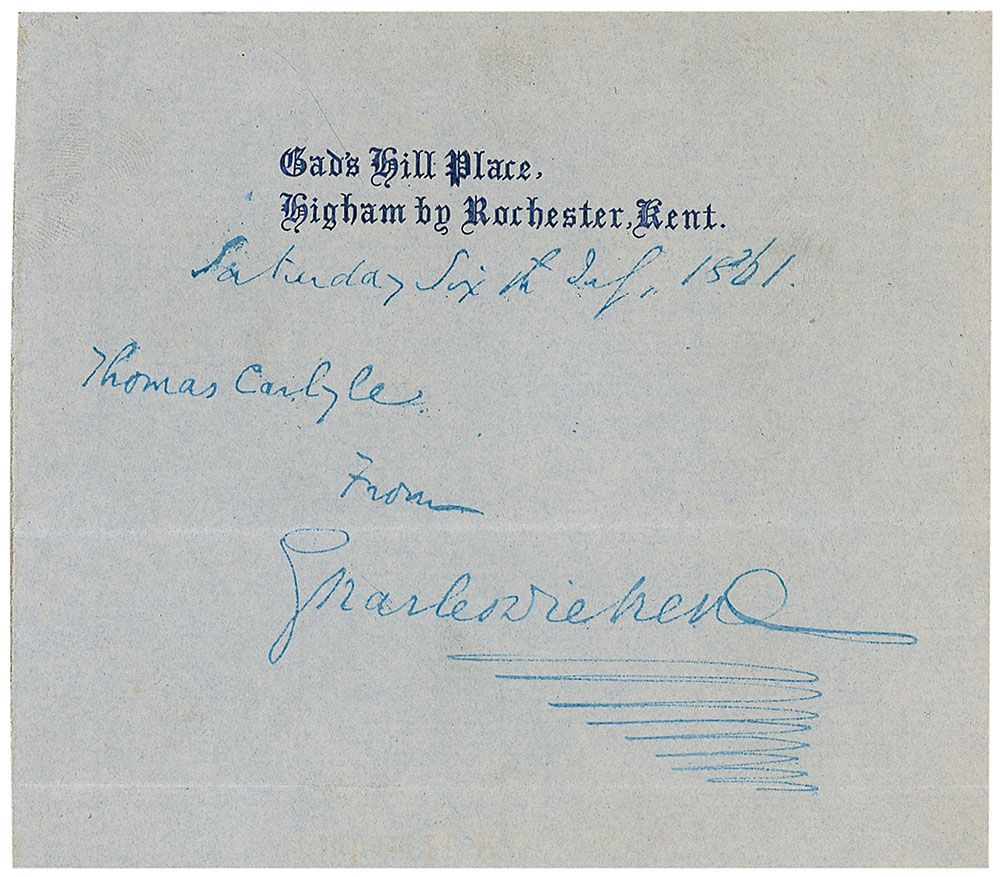 Gad's Hill Place,
Higham by Rochester, Kent.
Saturday Sixth July, 1861.
Thomas Carlyle.
From
Charles Dickens